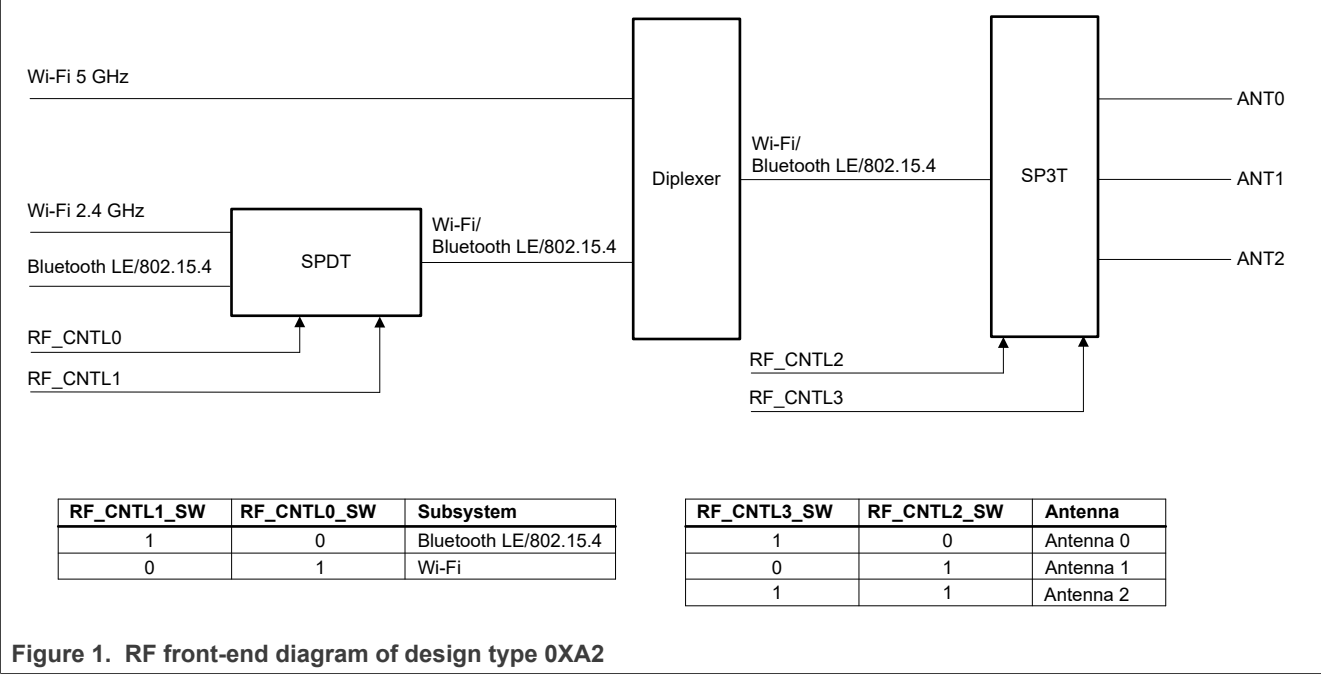 Wi-Fi 5 GHz
ANT0
Wi-Fi/
Bluetooth LE/802.15.4
Diplexer
SP3T
ANT1
Wi-Fi 2.4 GHz
Wi-Fi/
Bluetooth LE/802.15.4
Bluetooth LE/802.15.4
SPDT
ANT2
RF_CNTL0
RF_CNTL1
RF_CNTL2
RF_CNTL3
RF_CNTL1_SW RF_CNTL0_SW Subsystem
1 0 Bluetooth LE/802.15.4
0 1 Wi-Fi
RF_CNTL3_SW RF_CNTL2_SW Antenna
1 0 Antenna 0
0 1 Antenna 1
1 1 Antenna 2
Figure 1. RF front-end diagram of design type 0XA2